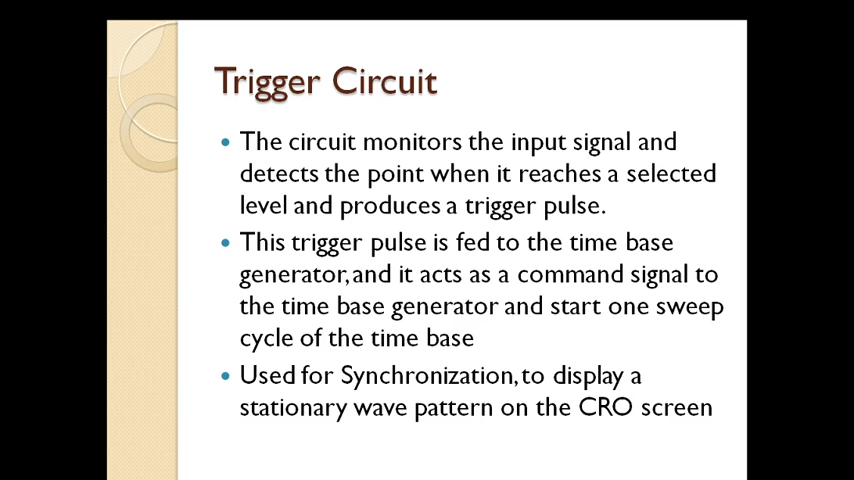 Trigger Circuit
• The circuit monitors the input signal and
detects the point when it reaches a selected
level and produces a trigger pulse.
• This trigger pulse is fed to the time base
generator, and it acts as a command signal to
the time base generator and start one sweep
cycle of the time base
• Used for Synchronization, to display a
stationary wave pattern on the CRO screen